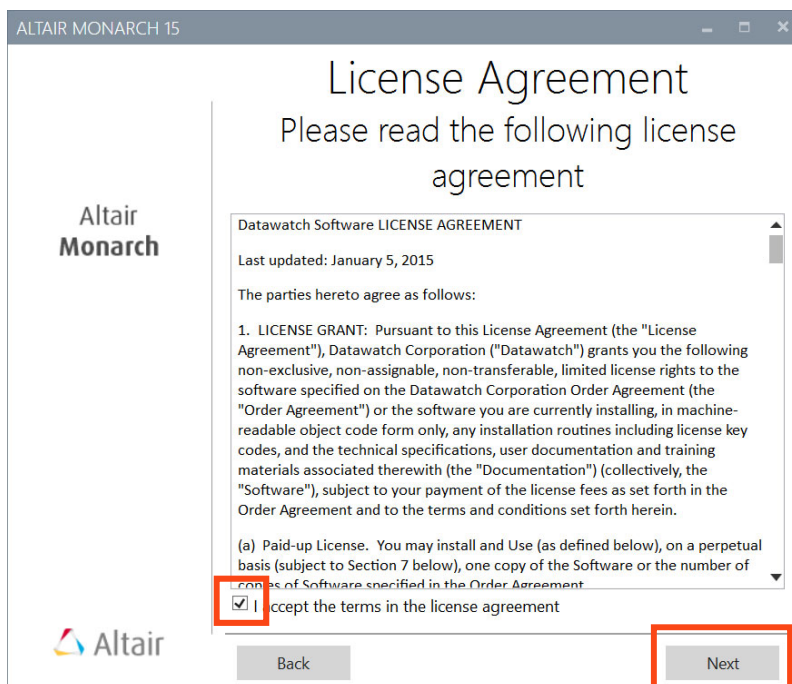 ALTAIR MONARCH 15
License Agreement
Please read the following license
agreement
Altair
Monarch
Datawatch Software LICENSE AGREEMENT
Last updated: January 5, 2015
The parties hereto agree as follows:
1. LICENSE GRANT: Pursuant to this License Agreement (the "License
Agreement"), Datawatch Corporation ("Datawatch") grants you the following
non-exclusive, non-assignable, non-transferable, limited license rights to the
software specified on the Datawatch Corporation Order Agreement (the
"Order Agreement") or the software you are currently installing, in machine-
readable object code form only, any installation routines including license key
codes, and the technical specifications, user documentation and training
materials associated therewith (the "Documentation") (collectively, the
"Software"), subject to your payment of the license fees as set forth in the
Order Agreement and to the terms and conditions set forth herein.
(a) Paid-up License. You may install and Use (as defined below), on a perpetual
basis (subject to Section 7 below), one copy of the Software or the number of
copies of Software specified in the Order Agreement
I accept the terms in the license agreement
Altair
Back
Next